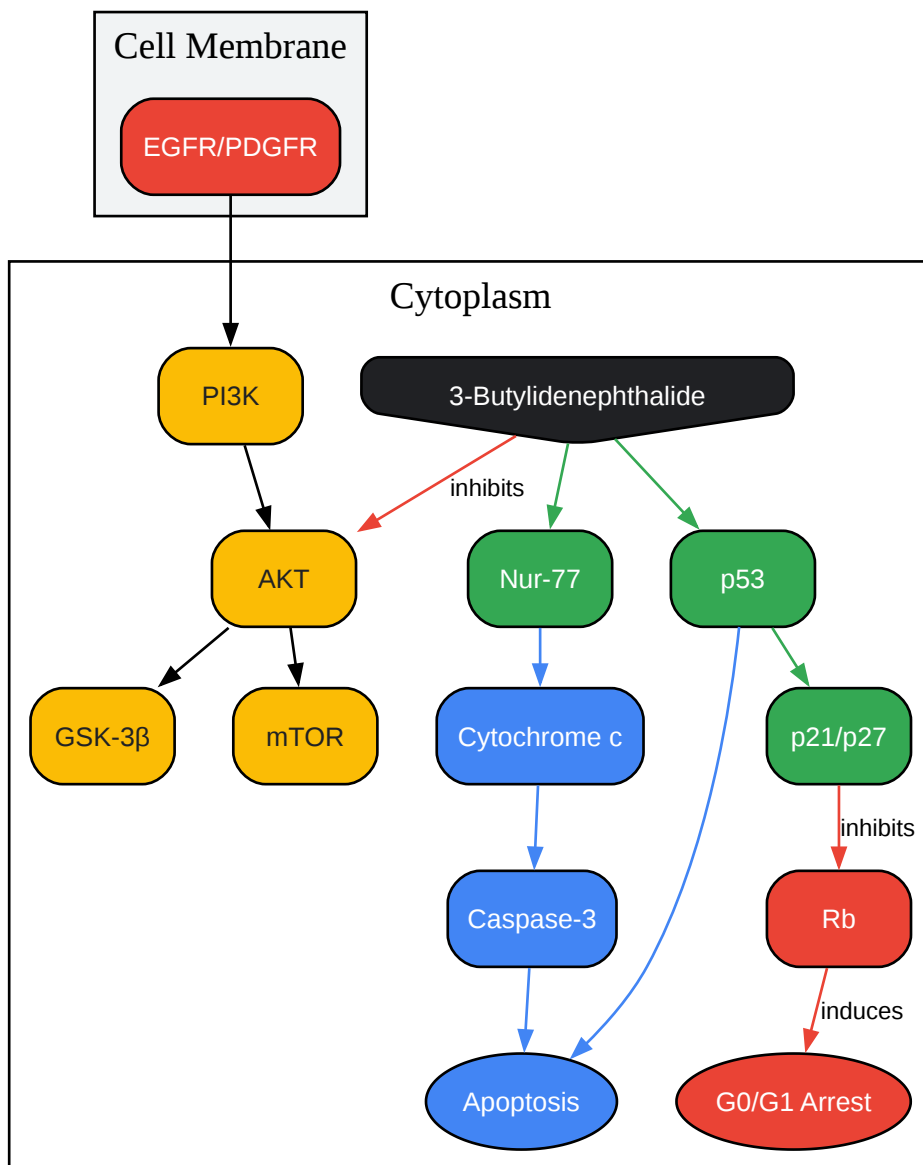 Cell Membrane
EGFR/PDGFR
Cytoplasm
PI3K
3-Butylidenephthalide
inhibits
AKT
Nur-77
p53
GSK-3β
mTOR
Cytochrome c
p21/p27
inhibits
Caspase-3
Rb
induces
Apoptosis
G0/G1 Arrest